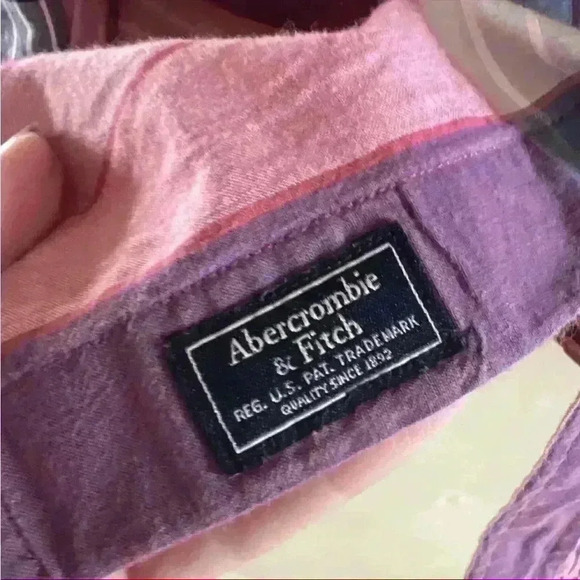 Abercrombie
& Fitch
REG. U.S. PAT. TRADEMARK
QUALITY SINCE 1892